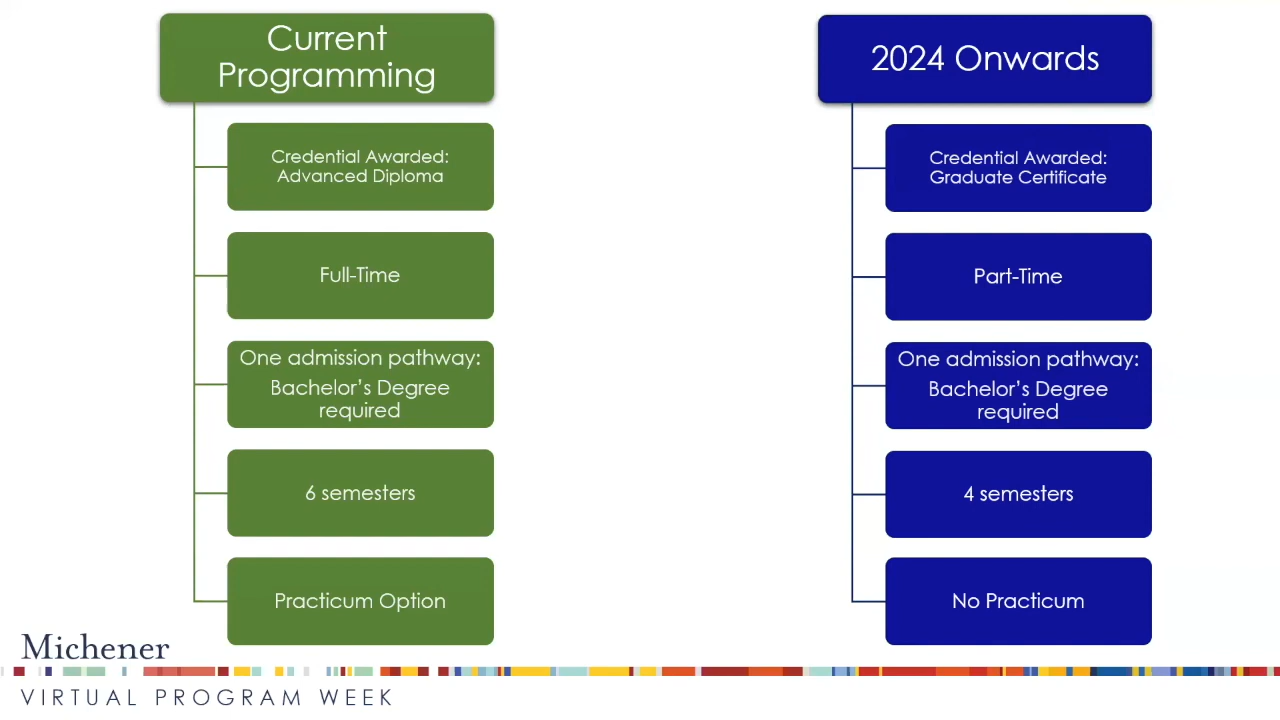 Current
Programming
Credential Awarded:
Advanced Diploma
Full-Time
One admission pathway:
Bachelor’s Degree
required
6 semesters
Practicum Option
2024 Onwards
Credential Awarded:
Graduate Certificate
Part-Time
One admission pathway:
Bachelor’s Degree
required
4 semesters
No Practicum
Michener
VIRTUAL PROGRAM WEEK